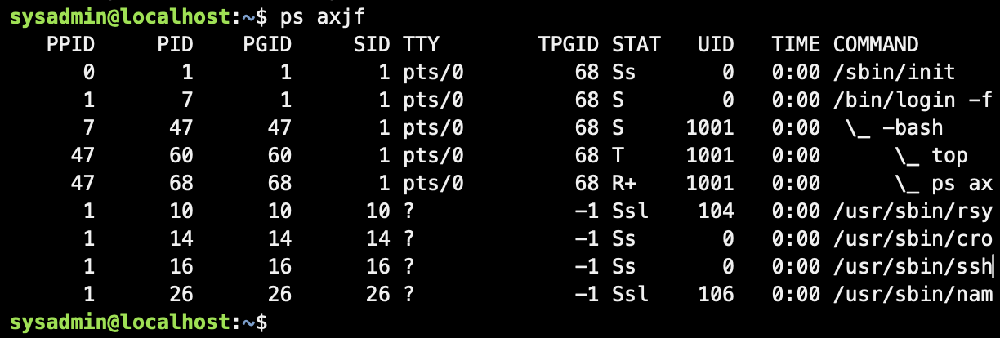 sysadmin@localhost:~$ ps axjf
PPID PID PGID SID TTY TPGID STAT UID TIME COMMAND
0 1 1 1 pts/0 68 Ss 0 0:00 /sbin/init
1 7 1 1 pts/0 68 S 0 0:00 /bin/login -f
7 47 47 1 pts/0 68 S 1001 0:00 \_ -bash
47 60 60 1 pts/0 68 T 1001 0:00 \_ top
47 68 68 1 pts/0 68 R+ 1001 0:00 \_ ps ax
1 10 10 10 ? -1 Ssl 104 0:00 /usr/sbin/rsy
1 14 14 14 ? -1 Ss 0 0:00 /usr/sbin/cro
1 16 16 16 ? -1 Ss 0 0:00 /usr/sbin/ssh
1 26 26 26 ? -1 Ssl 106 0:00 /usr/sbin/nam
sysadmin@localhost:~$